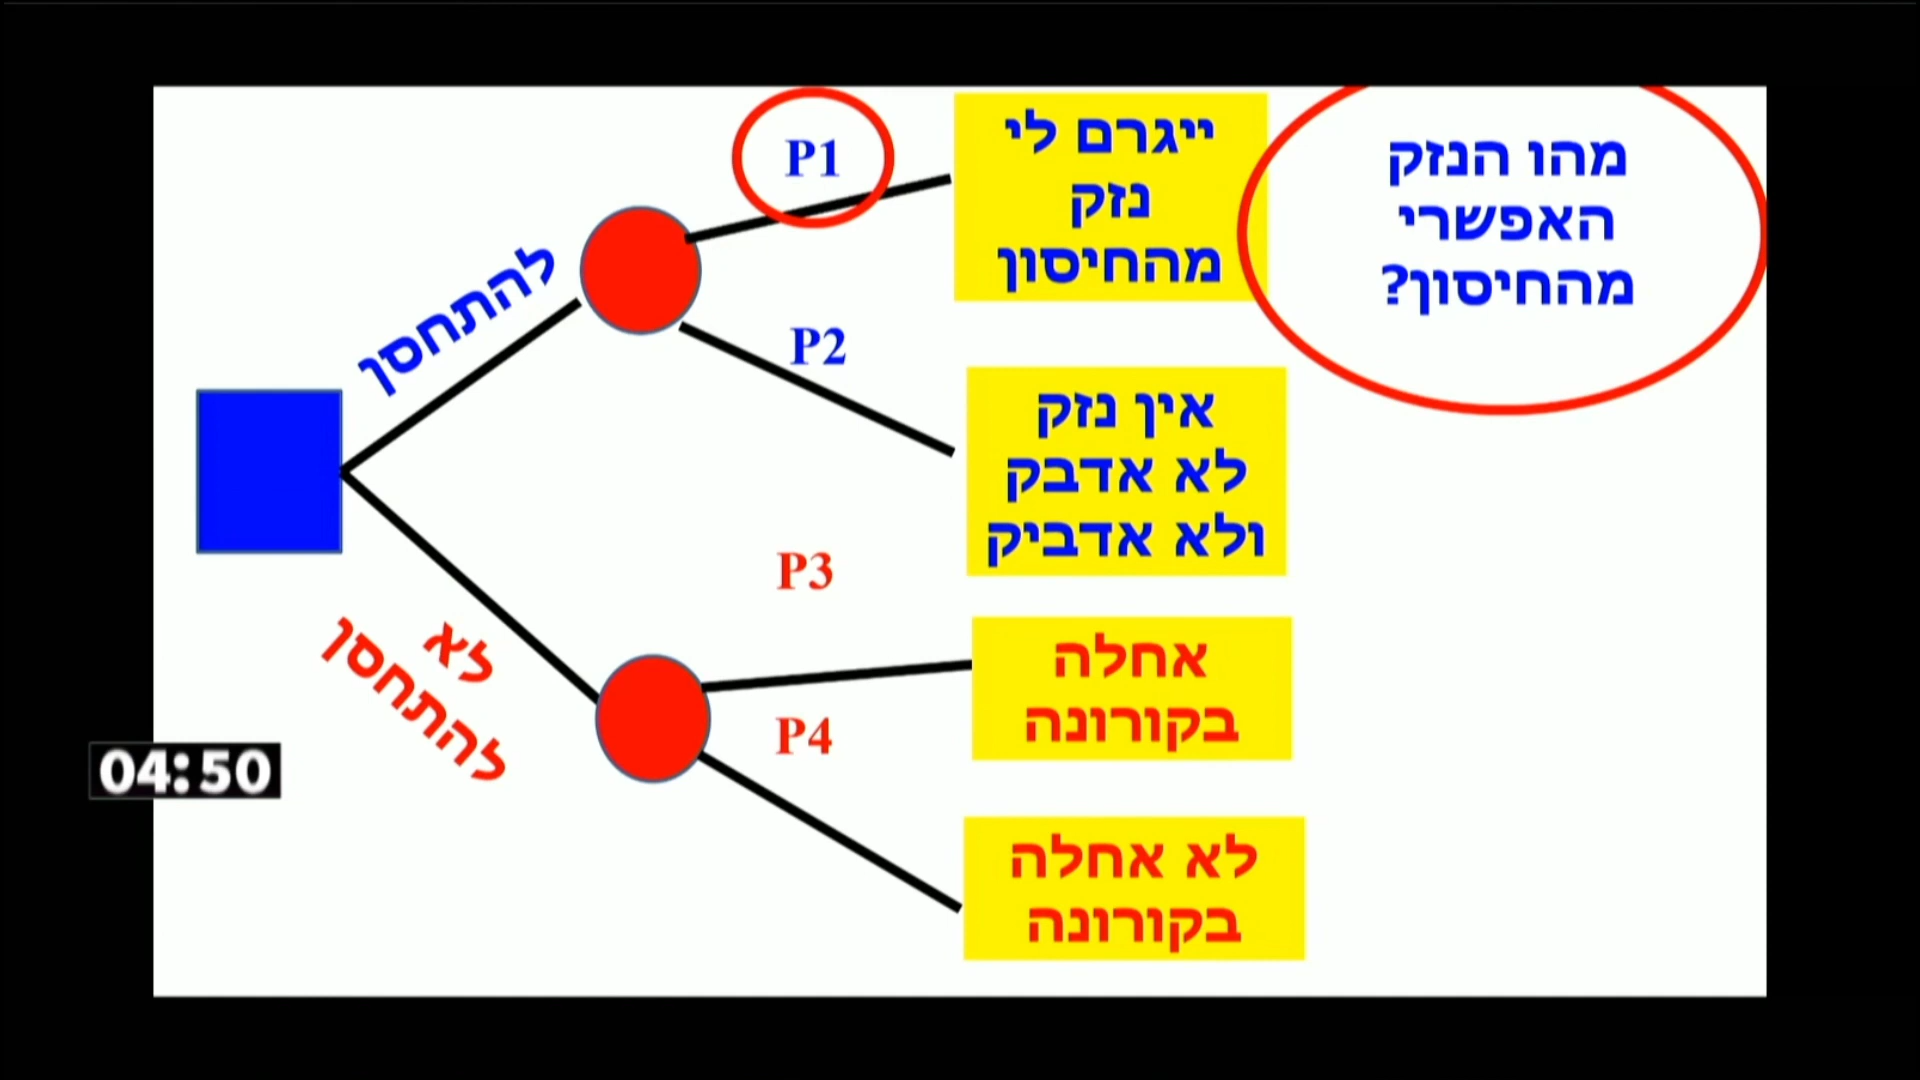 P1
ייגרם לי
נזק
מהחיסון
מהו הנזק
האפשרי
מהחיסון?
להתחסן
P2
אין נזק
לא אדבק
ולא אדביק
P3
לא
להתחסן
אחלה
בקורונה
P4
לא אחלה
בקורונה
04:50